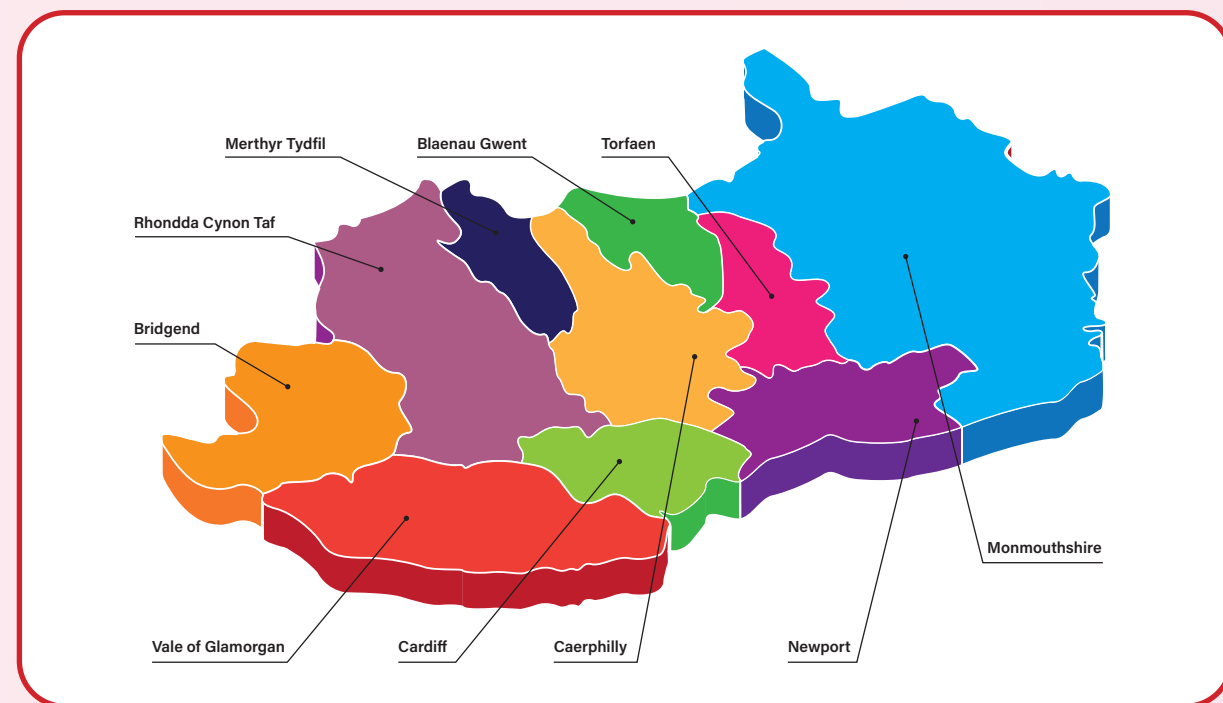 Merthyr Tydfil
Blaenau Gwent
Torfaen
Rhondda Cynon Taf
Bridgend
Monmouthshire
Vale of Glamorgan
Cardiff
Caerphilly
Newport